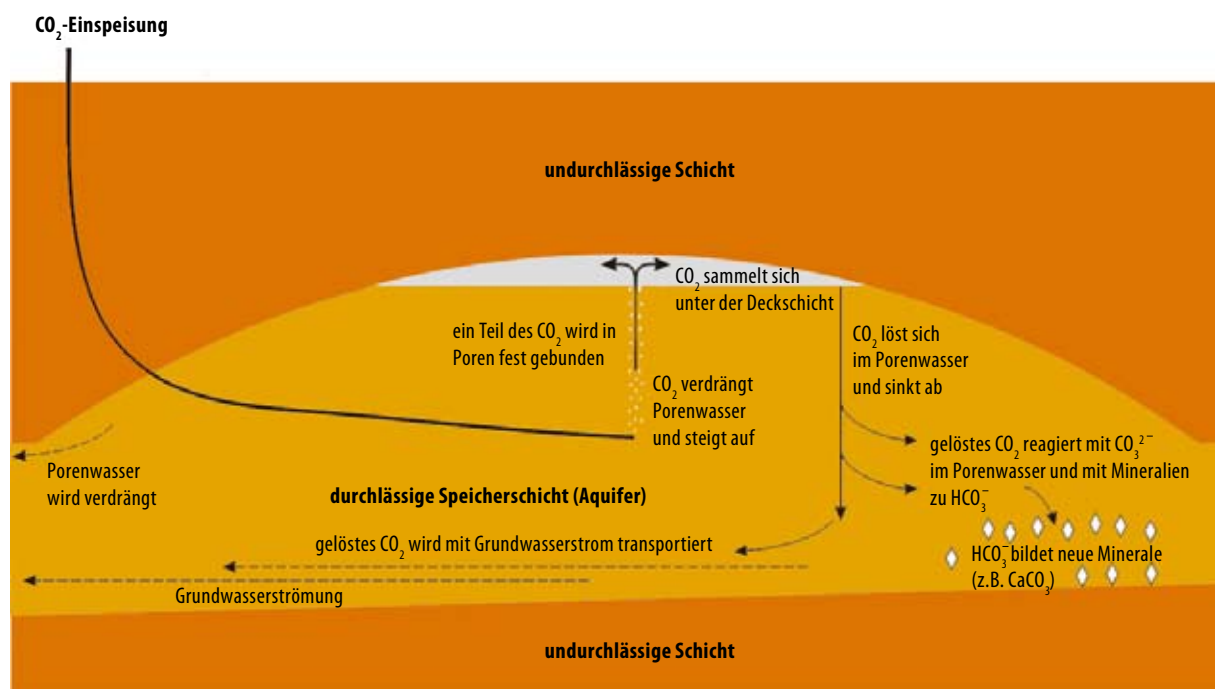 CO₂-Einspeisung
undurchlässige Schicht
CO₂ sammelt sich
unter der Deckschicht
ein Teil des CO₂ wird in
Poren fest gebunden
CO₂ löst sich
im Porenwasser
und sinkt ab
CO₂ verdrängt
Porenwasser
und steigt auf
gelöstes CO₂ reagiert mit CO₃²⁻
im Porenwasser und mit Mineralien
zu HCO₃⁻
Porenwasser
wird verdrängt
durchlässige Speicherschicht (Aquifer)
gelöstes CO₂ wird mit Grundwasserstrom transportiert
HCO₃⁻ bildet neue Minerale
(z.B. CaCO₃)
Grundwasserströmung
undurchlässige Schicht